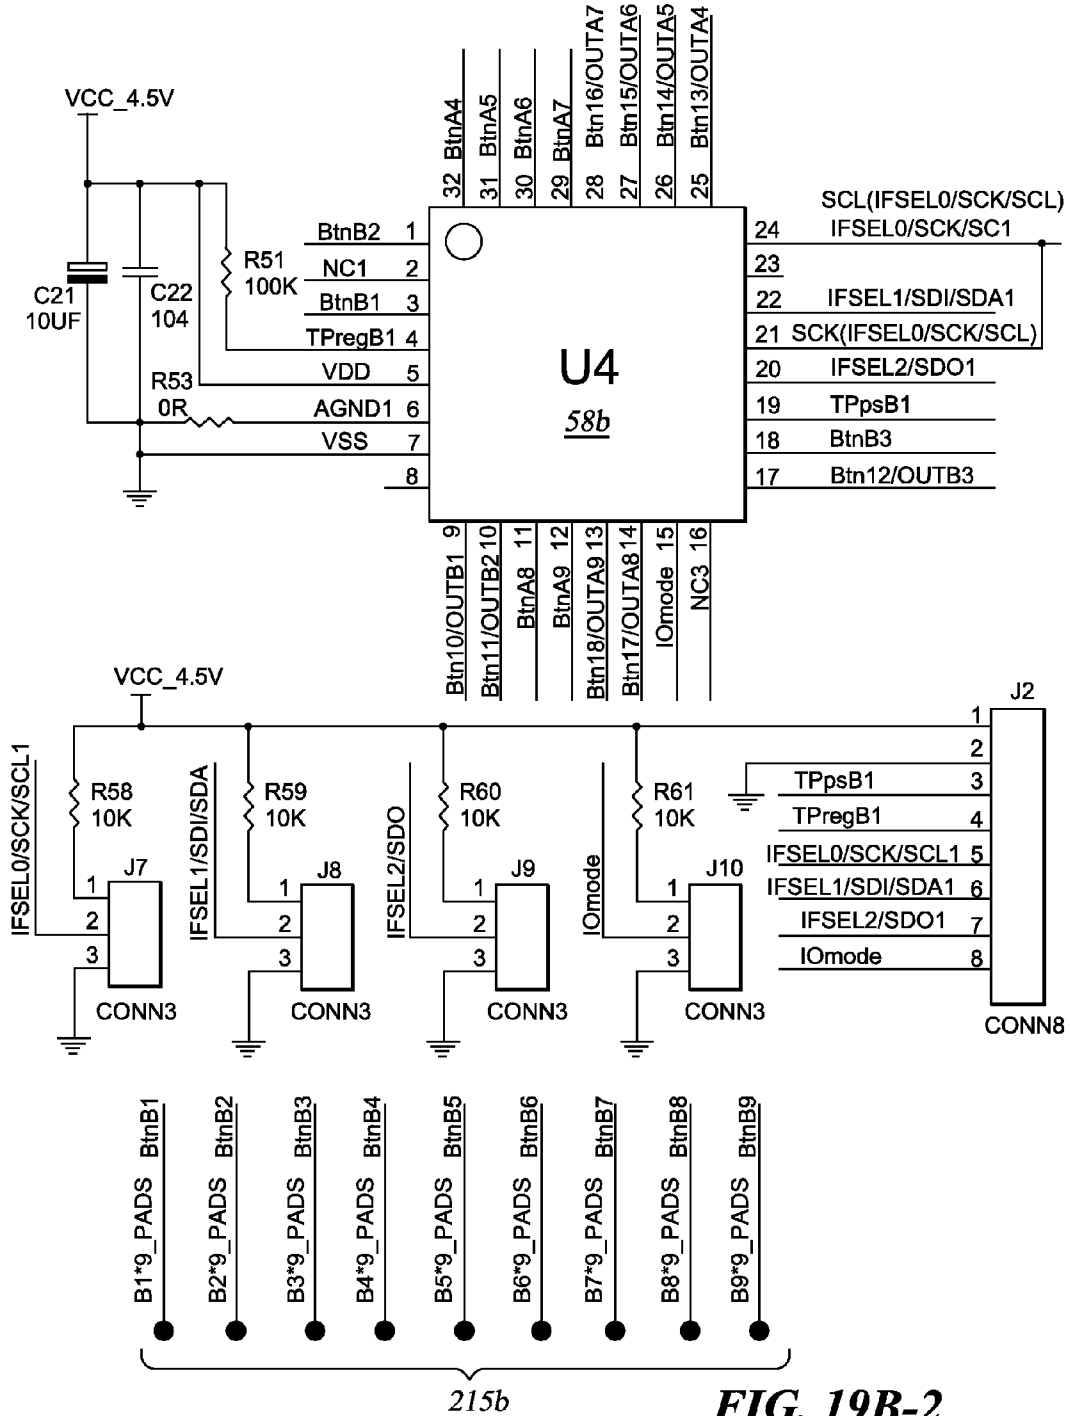 VCC_4.5V
32 BtnA4
31 BtnA5
30 BtnA6
29 BtnA7
28 Btn16/OUTA7
27 Btn15/OUTA6
26 Btn14/OUTA5
25 Btn13/OUTA4
C21
10UF
C22
104
R51
100K
R53
0R
BtnB2 1
NC1 2
BtnB1 3
TPregB1 4
VDD 5
AGND1 6
VSS 7
8
U4
58b
SCL(IFSEL0/SCK/SCL)
24 IFSEL0/SCK/SC1
23
22 IFSEL1/SDI/SDA1
21 SCK(IFSEL0/SCK/SCL)
20 IFSEL2/SDO1
19 TPpsB1
18 BtnB3
17 Btn12/OUTB3
Btn10/OUTB1 9
Btn11/OUTB2 10
BtnA8 11
BtnA9 12
Btn18/OUTA9 13
Btn17/OUTA8 14
IOmode 15
NC3 16
VCC_4.5V
IFSEL0/SCK/SCL1
R58
10K
J7
1
2
3
CONN3
IFSEL1/SDI/SDA
R59
10K
J8
1
2
3
CONN3
IFSEL2/SDO
R60
10K
J9
1
2
3
CONN3
IOmode
R61
10K
J10
1
2
3
CONN3
J2
1
2
TPpsB1 3
TPregB1 4
IFSEL0/SCK/SCL1 5
IFSEL1/SDI/SDA1 6
IFSEL2/SDO1 7
IOmode 8
CONN8
B1*9_PADS BtnB1
B2*9_PADS BtnB2
B3*9_PADS BtnB3
B4*9_PADS BtnB4
B5*9_PADS BtnB5
B6*9_PADS BtnB6
B7*9_PADS BtnB7
B8*9_PADS BtnB8
B9*9_PADS BtnB9
215b
FIG. 19B-2